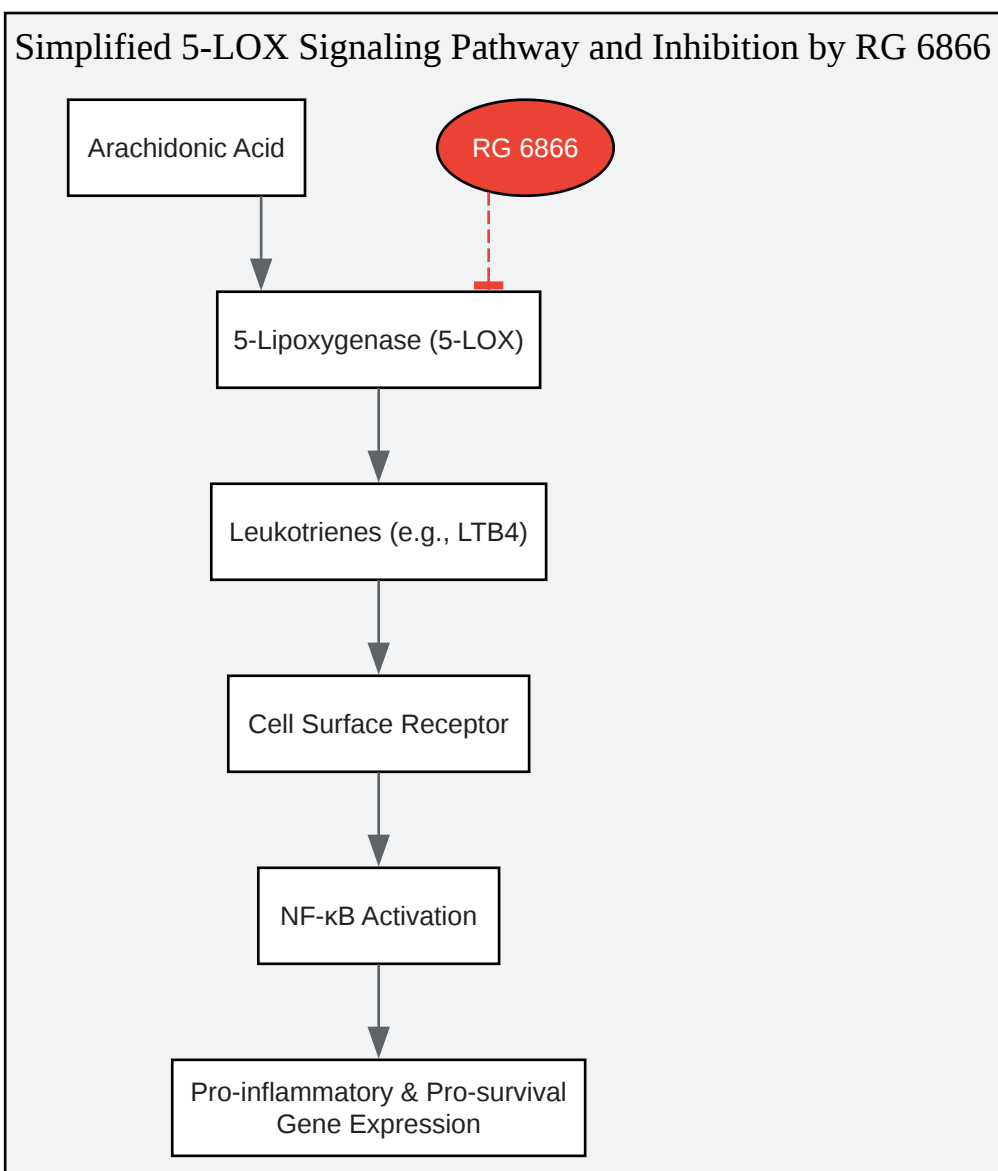 Simplified 5-LOX Signaling Pathway and Inhibition by RG 6866
Arachidonic Acid
RG 6866
5-Lipoxygenase (5-LOX)
Leukotrienes (e.g., LTB4)
Cell Surface Receptor
NF-κB Activation
Pro-inflammatory & Pro-survival
Gene Expression